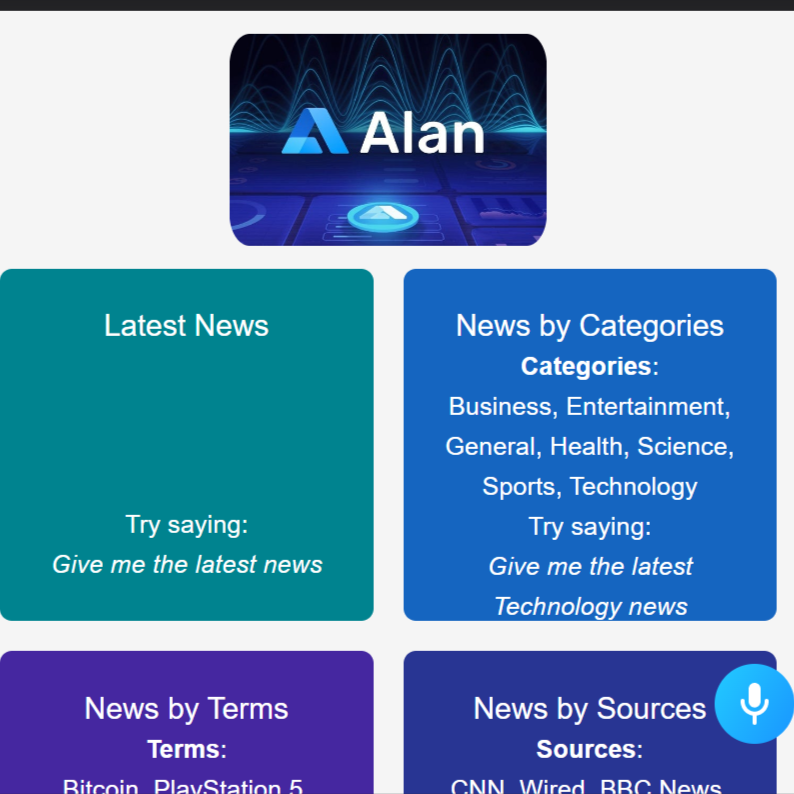 Alan
Latest News
Try saying:
Give me the latest news
News by Categories
Categories:
Business, Entertainment,
General, Health, Science,
Sports, Technology
Try saying:
Give me the latest
Technology news
News by Terms
Terms:
Bitcoin, PlayStation 5
News by Sources
Sources:
CNN, Wired, BBC News